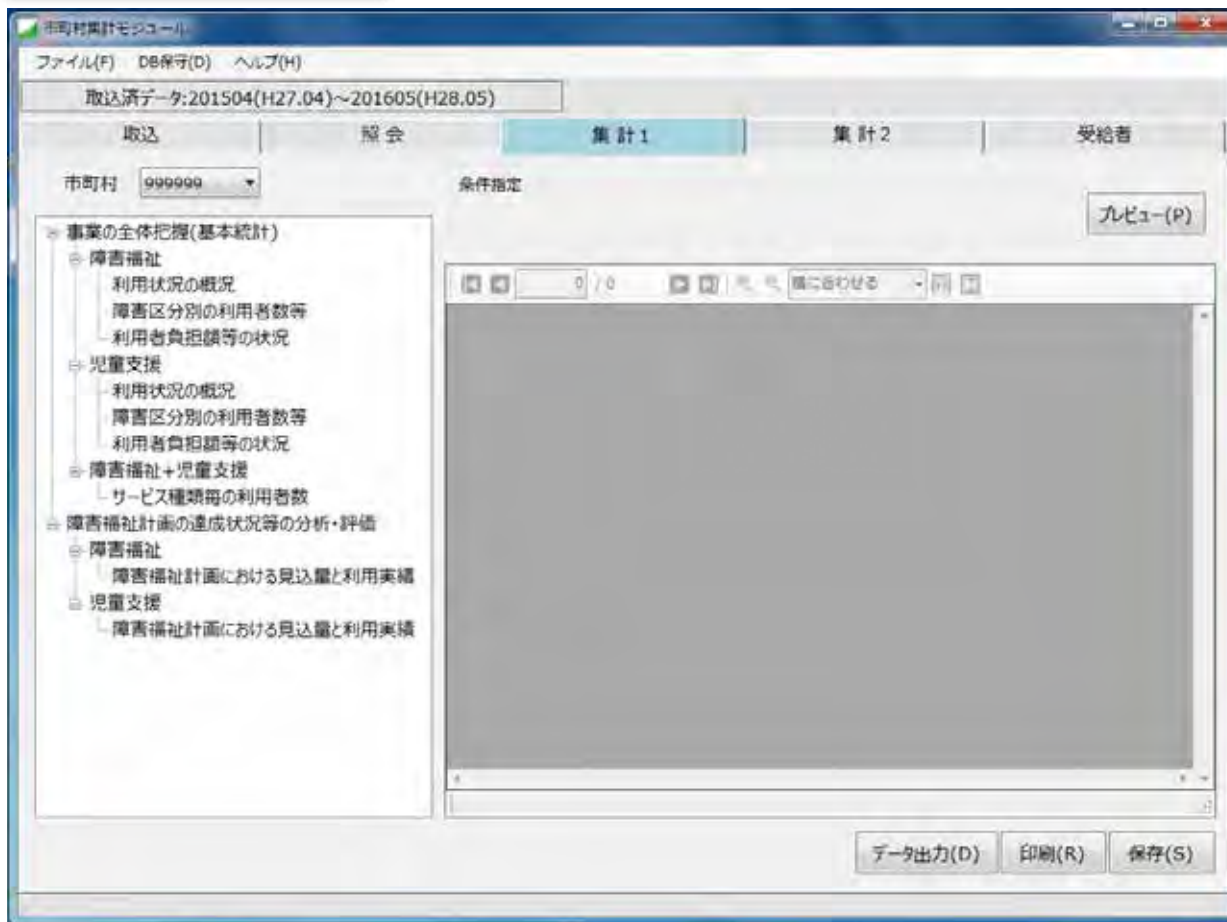 市町村集計モジュール
ファイル(F) DB保守(D) ヘルプ(H)
取込済データ:201504(H27.04)～201605(H28.05)
取込 照会 集計1 集計2 受給者
市町村 999999 条件指定
プレビュー(P)
0 / 0 幅に合わせる
事業の全体把握(基本統計)
障害福祉
利用状況の概況
障害区分別の利用者数等
利用者負担額等の状況
児童支援
利用状況の概況
障害区分別の利用者数等
利用者負担額等の状況
障害福祉+児童支援
サービス種類毎の利用者数
障害福祉計画の達成状況等の分析・評価
障害福祉
障害福祉計画における見込量と利用実績
児童支援
障害福祉計画における見込量と利用実績
データ出力(D) 印刷(R) 保存(S)